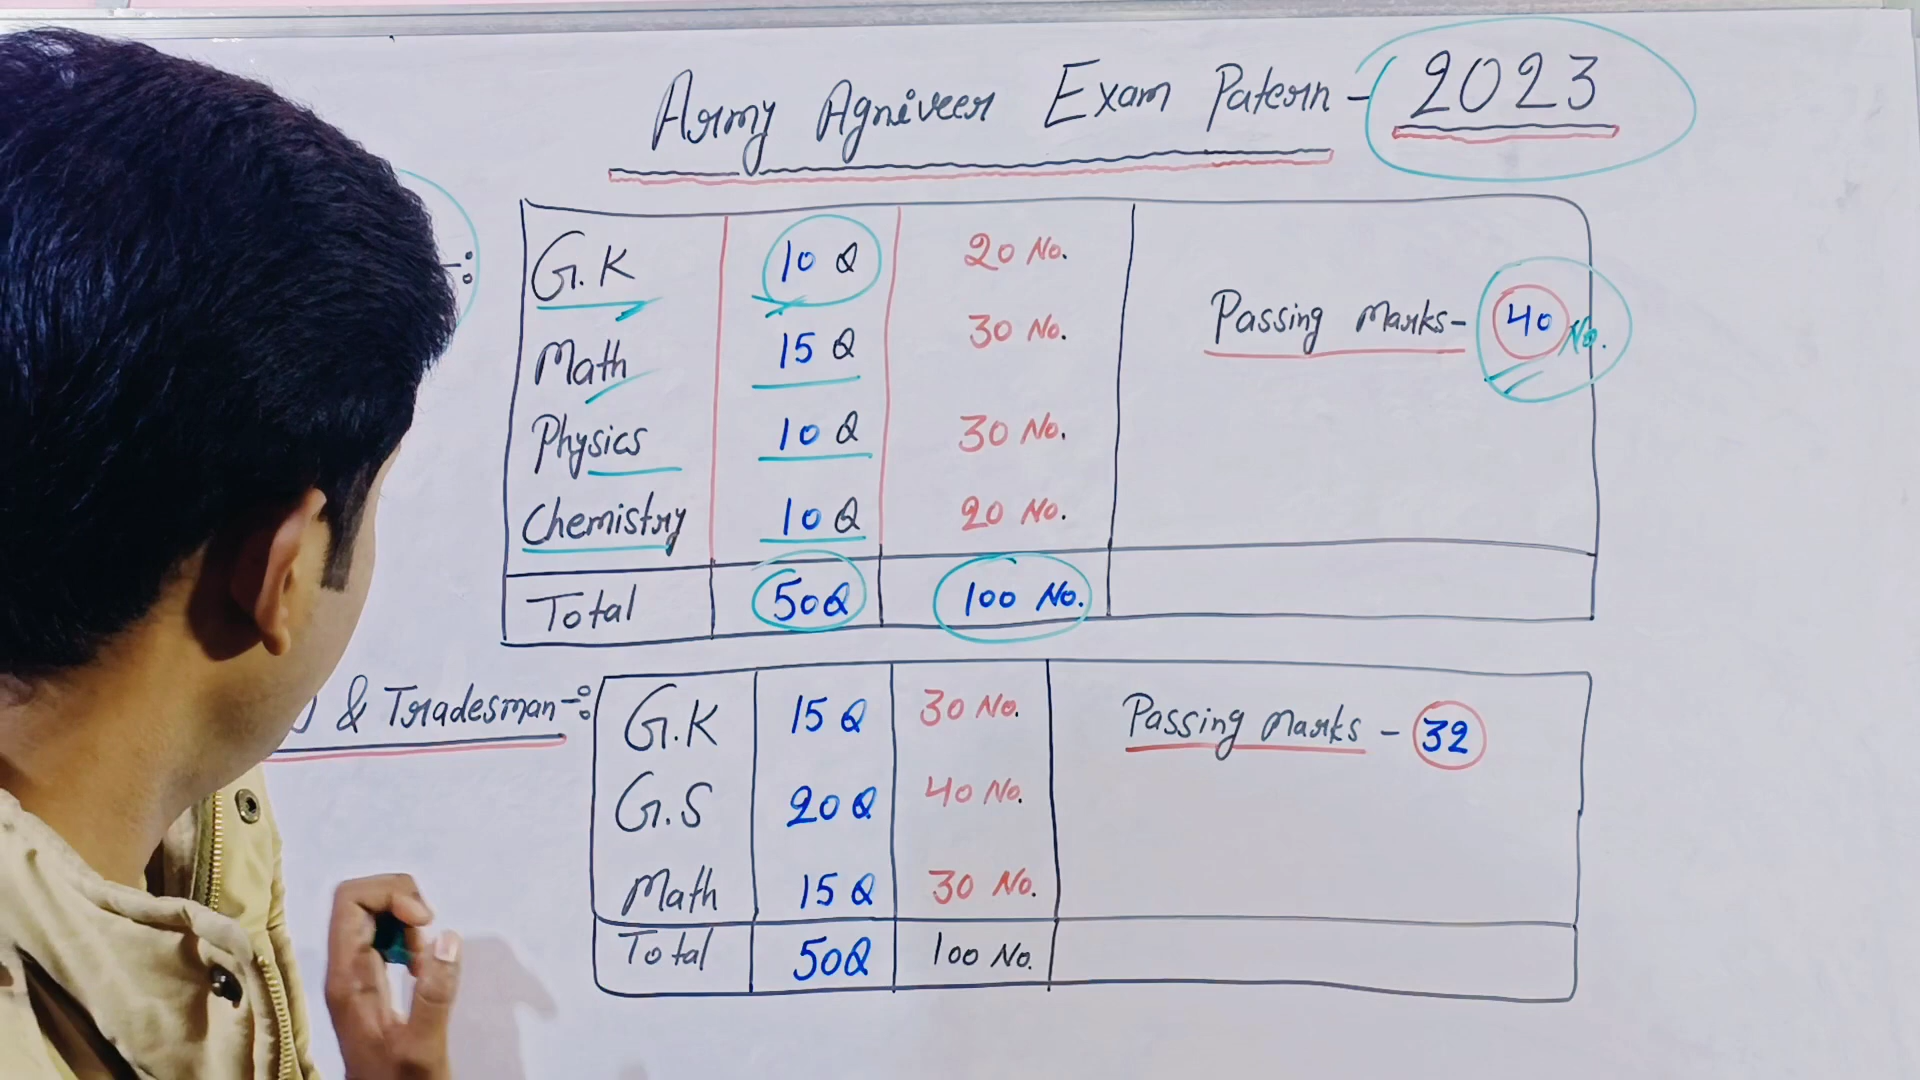 Army Agniveer Exam Patern - 2023
G.K 10 Q 20 No.
Passing Marks - 40 No.
Math 15 Q 30 No.
Physics 10 Q 30 No.
Chemistry 10 Q 20 No.
Total 50Q 100 No.
& Tradesman -:
G.K 15 Q 30 No.
Passing Marks - 32
G.S 20 Q 40 No.
Math 15 Q 30 No.
Total 50Q 100 No.